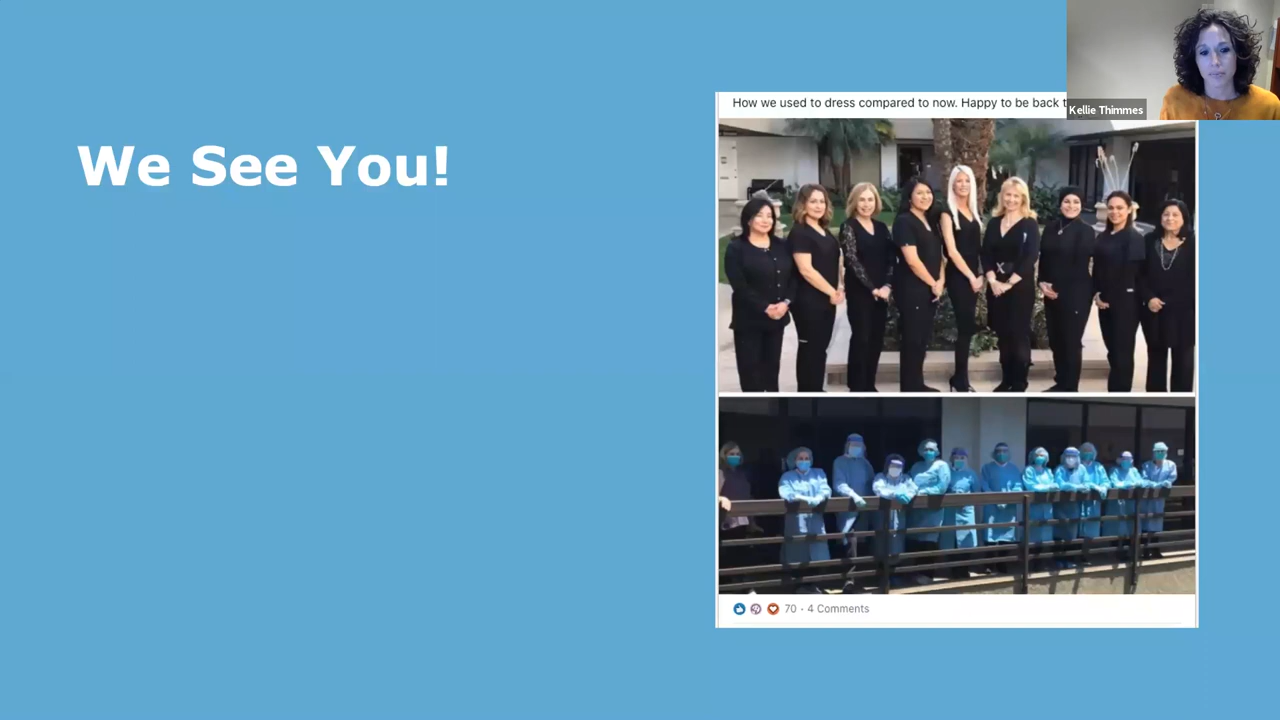 We See You!
How we used to dress compared to now. Happy to be back
Kellie Thimmes
70 · 4 Comments